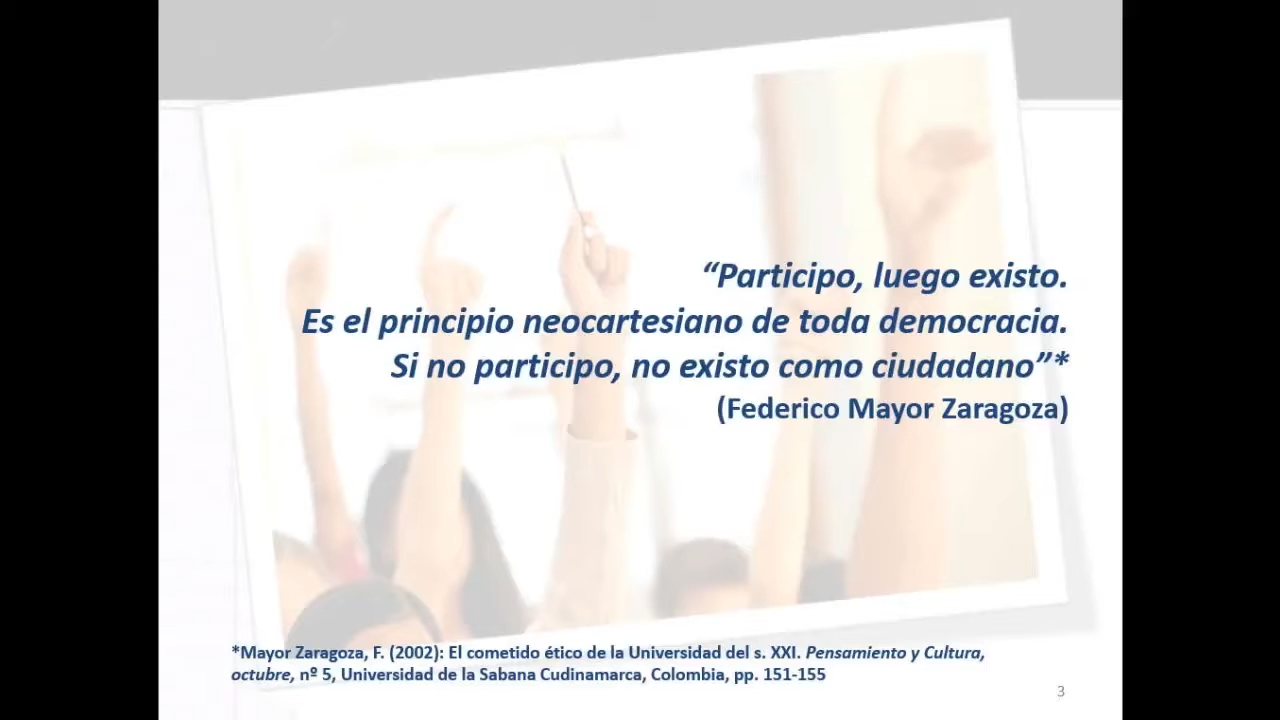 “Participo, luego existo.
Es el principio neocartesiano de toda democracia.
Si no participo, no existo como ciudadano”*
(Federico Mayor Zaragoza)
*Mayor Zaragoza, F. (2002): El cometido ético de la Universidad del s. XXI. Pensamiento y Cultura,
octubre, nº 5, Universidad de la Sabana Cudinamarca, Colombia, pp. 151-155
3